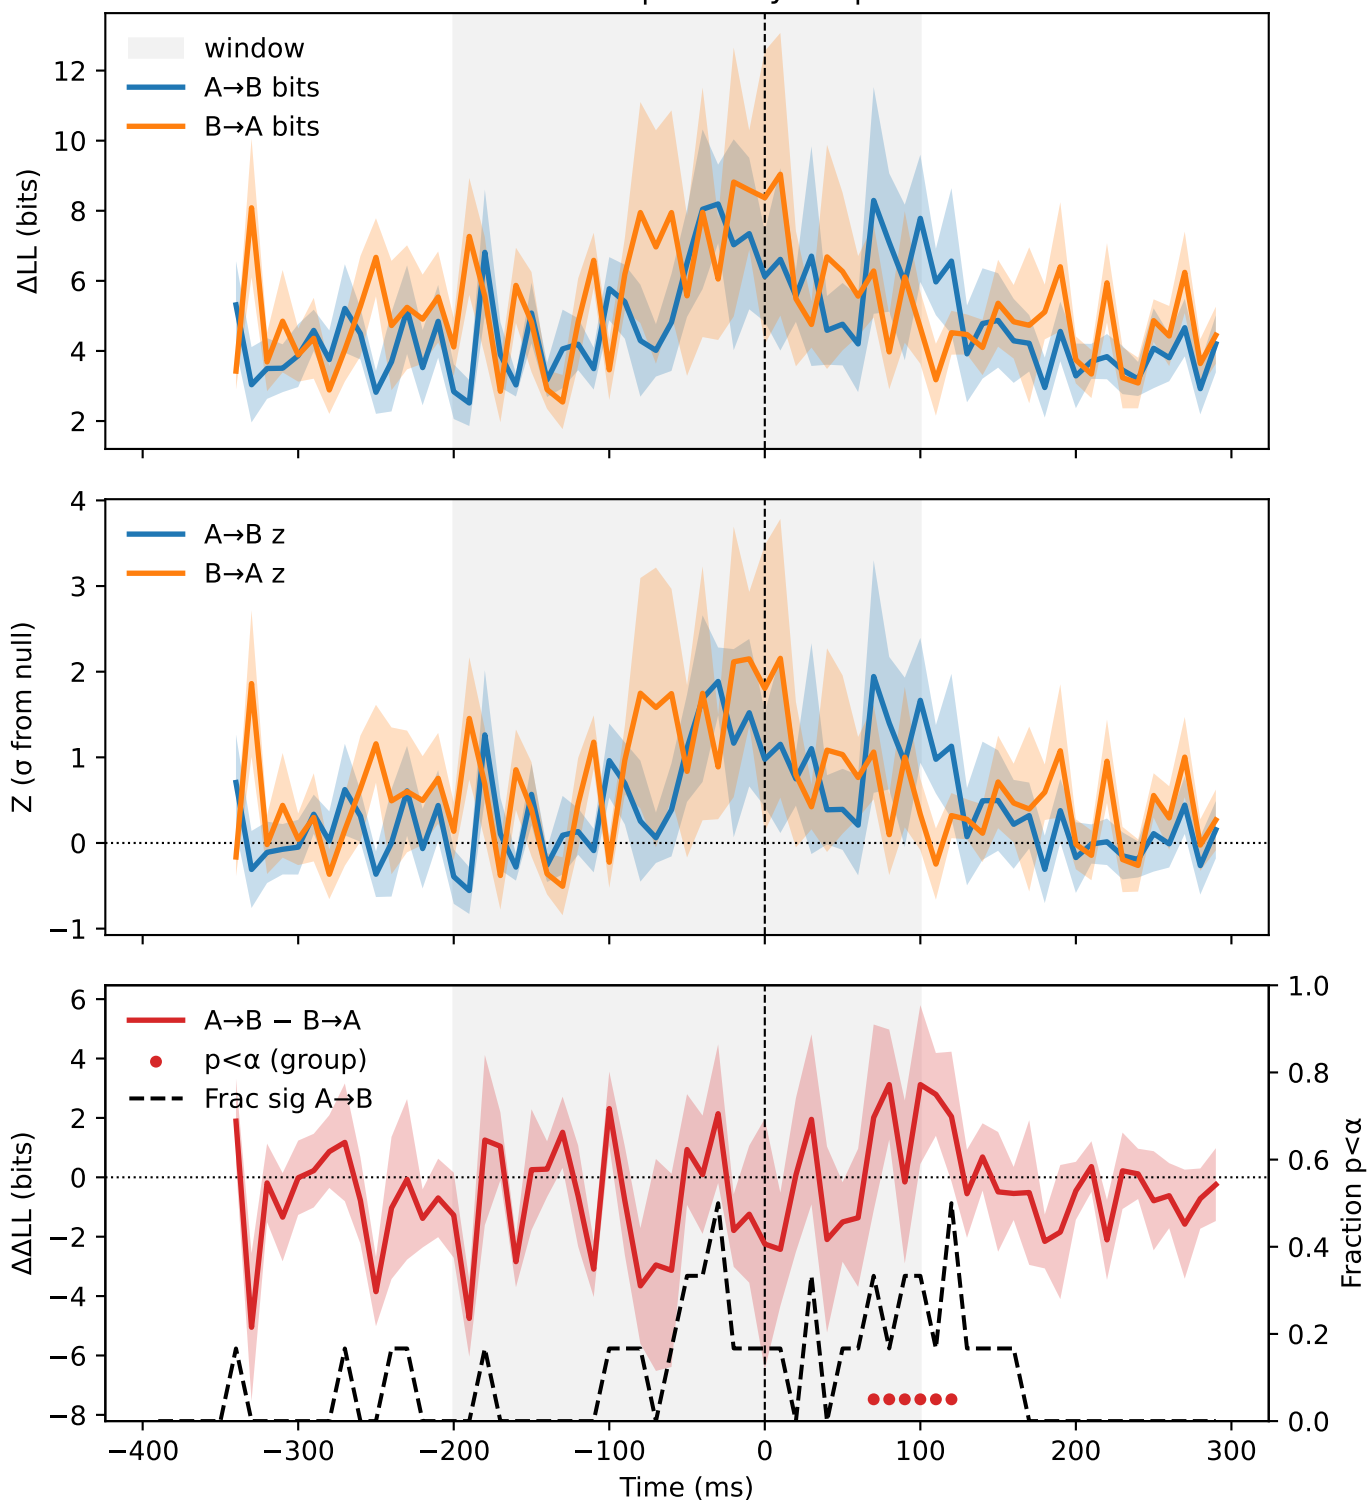 12
10
8
6
4
2
ΔLL (bits)
window
A→B bits
B→A bits
4
3
2
1
0
−1
Z (σ from null)
A→B z
B→A z
6
4
2
0
−2
−4
−6
−8
ΔΔLL (bits)
A→B − B→A
p<α (group)
Frac sig A→B
1.0
0.8
0.6
0.4
0.2
0.0
Fraction p<α
−400
−300
−200
−100
0
100
200
300
Time (ms)